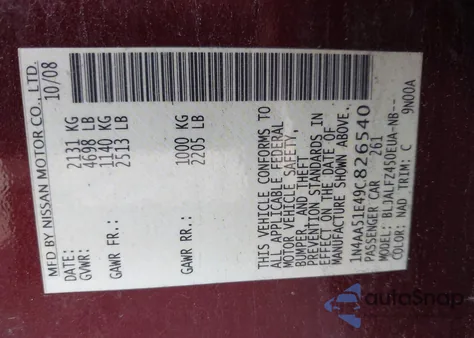 MFD BY NISSAN MOTOR CO., LTD.
DATE: 10/08
GVWR: 2131 KG
4698 LB
GAWR FR: 1140 KG
2513 LB
GAWR RR: 1000 KG
2205 LB
THIS VEHICLE CONFORMS TO
ALL APPLICABLE FEDERAL
MOTOR VEHICLE SAFETY,
BUMPER, AND THEFT
PREVENTION STANDARDS IN
EFFECT ON THE DATE OF
MANUFACTURE SHOWN ABOVE.
1N4AA51E49C826540
PASSENGER CAR 261
MODEL: BL3ALFZ450EUA-NB--
COLOR: NAD TRIM: C 9N00A
autoSnap